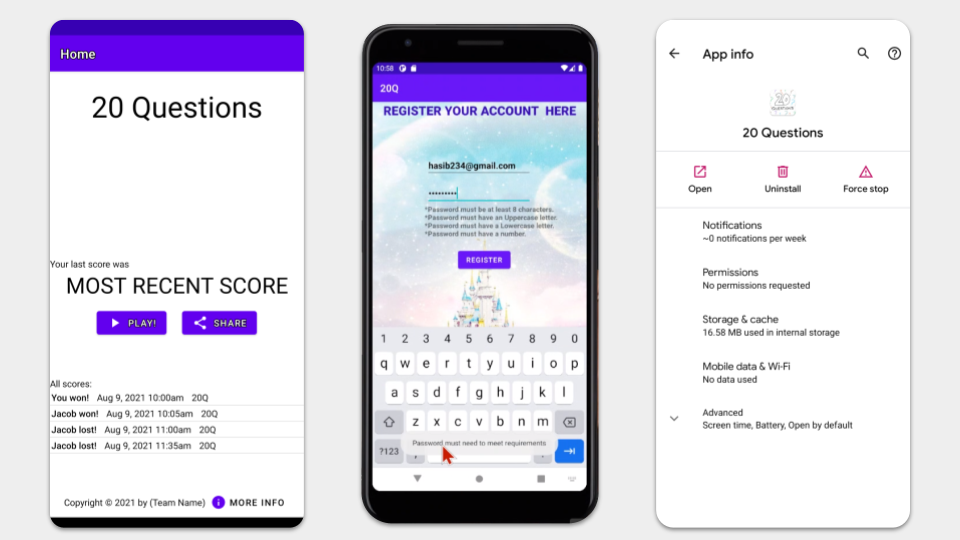 Home
20 Questions
Your last score was
MOST RECENT SCORE
PLAY!
SHARE
All scores:
You won! Aug 9, 2021 10:00am 20Q
Jacob won! Aug 9, 2021 10:05am 20Q
Jacob lost! Aug 9, 2021 11:00am 20Q
Jacob lost! Aug 9, 2021 11:35am 20Q
Copyright © 2021 by (Team Name) MORE INFO
10:58
20Q
REGISTER YOUR ACCOUNT HERE
hasib234@gmail.com
*Password must be at least 8 characters.
*Password must have an Uppercase letter.
*Password must have a Lowercase letter.
*Password must have a number.
REGISTER
1 2 3 4 5 6 7 8 9 0
q w e r t y u i o p
a s d f g h j k l
z x c v b n m
Password must need to meet requirements
?123 ,
App info
20 Questions
Open Uninstall Force stop
Notifications
~0 notifications per week
Permissions
No permissions requested
Storage & cache
16.58 MB used in internal storage
Mobile data & Wi-Fi
No data used
Advanced
Screen time, Battery, Open by default